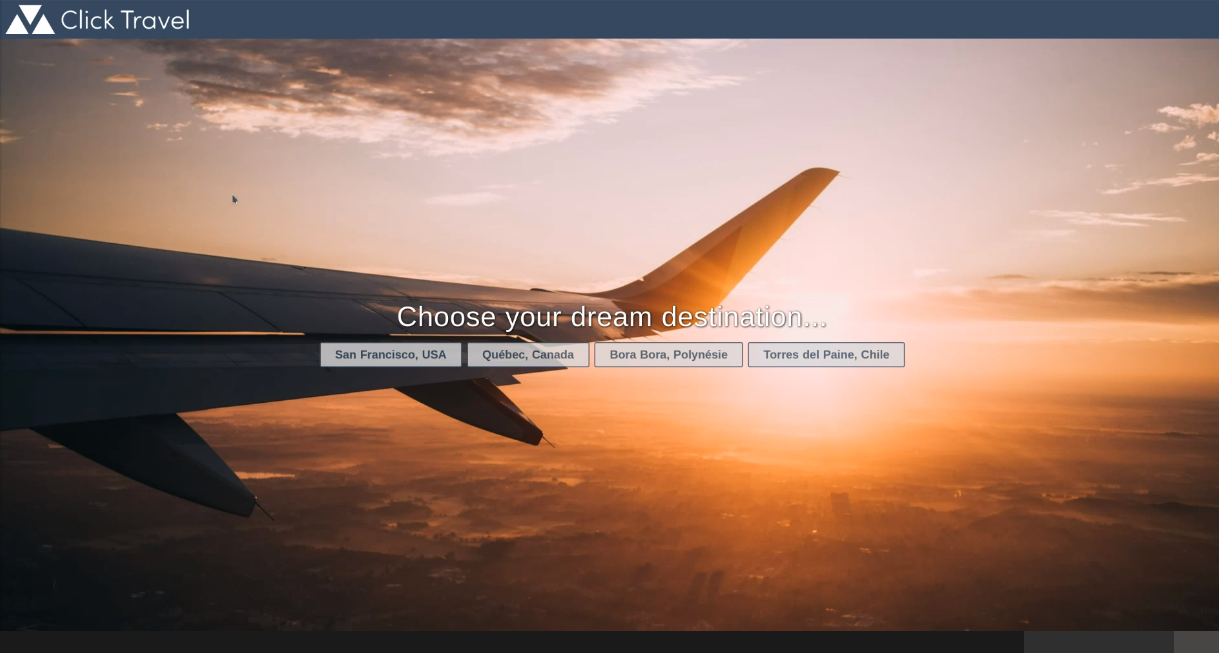 Click Travel
Choose your dream destination...
San Francisco, USA
Québec, Canada
Bora Bora, Polynésie
Torres del Paine, Chile